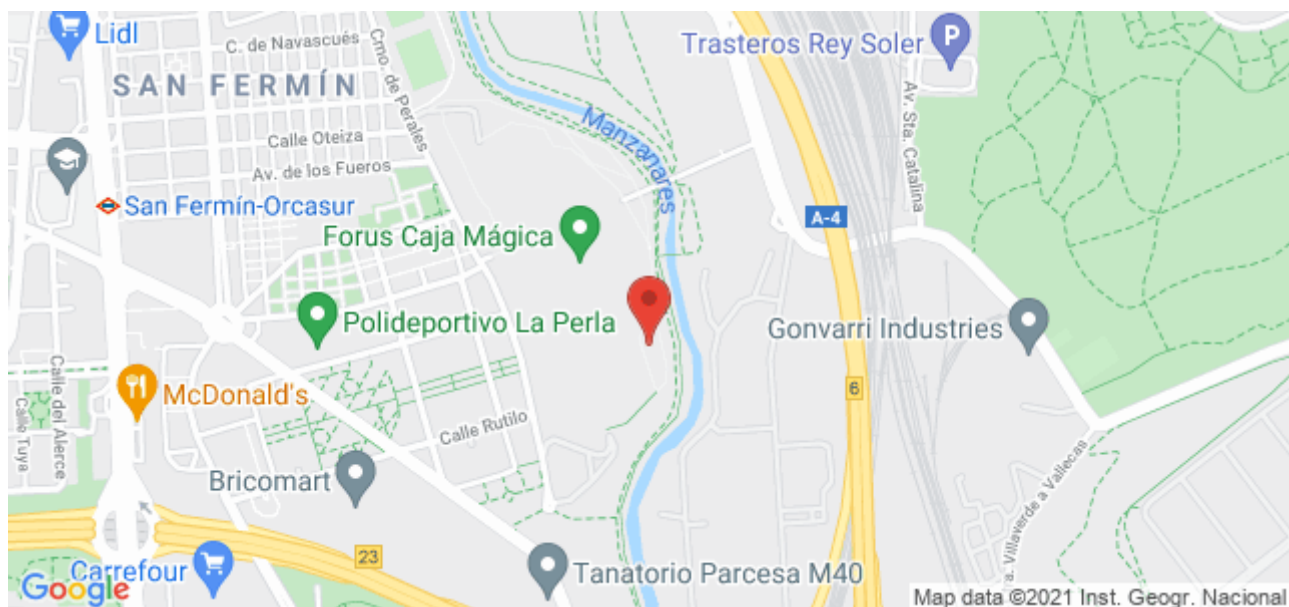 Lidl
C. de Navascués
Cmo. de Perales
Trasteros Rey Soler
P
SAN FERMÍN
Manzanares
Av. Sta. Catalina
Calle Oteiza
Av. de los Fueros
San Fermín-Orcasur
A-4
Forus Caja Mágica
Polideportivo La Perla
Gonvarri Industries
Calle del Alerce
Calle Tuya
McDonald's
6
Calle Rutilo
Bricomart
a. Villaverde a Vallecas
23
Carrefour
Tanatorio Parcesa M40
Google
Map data ©2021 Inst. Geogr. Nacional